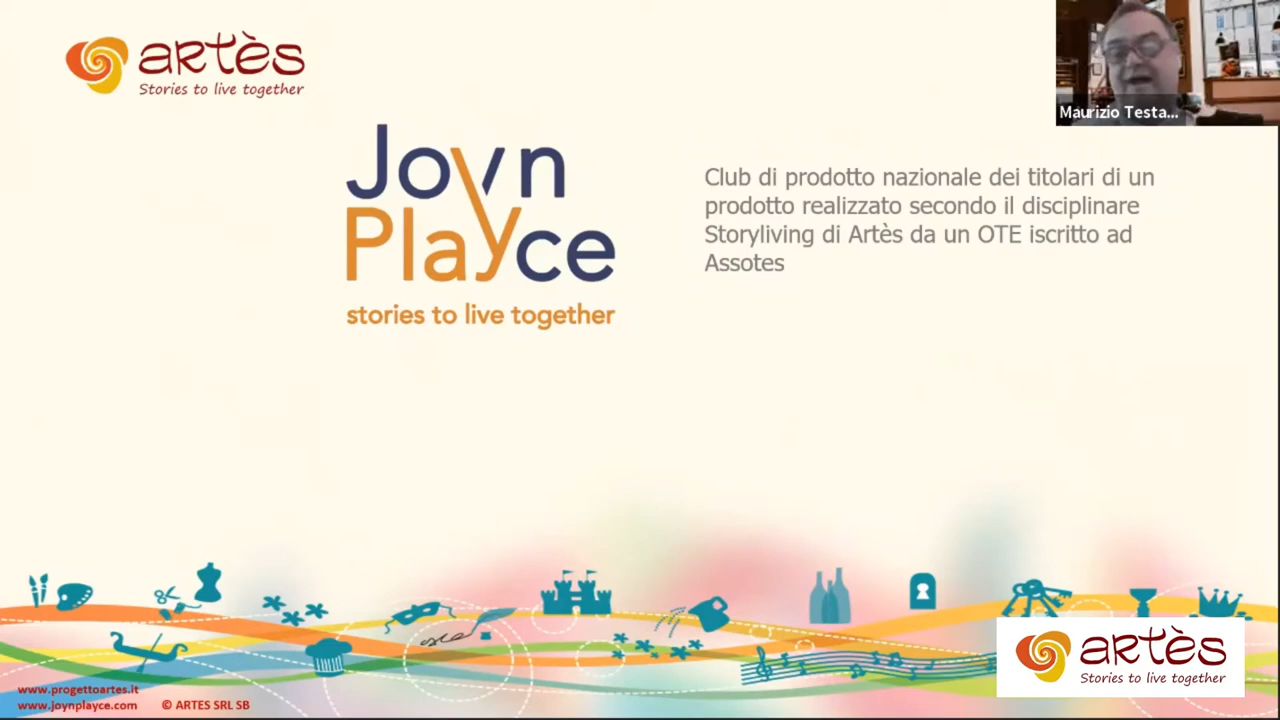 artès
Stories to live together
Maurizio Testa...
Joyn
Playce
stories to live together
Club di prodotto nazionale dei titolari di un
prodotto realizzato secondo il disciplinare
Storyliving di Artès da un OTE iscritto ad
Assotes
www.progettoartes.it
www.joynplayce.com © ARTES SRL SB
artès
Stories to live together